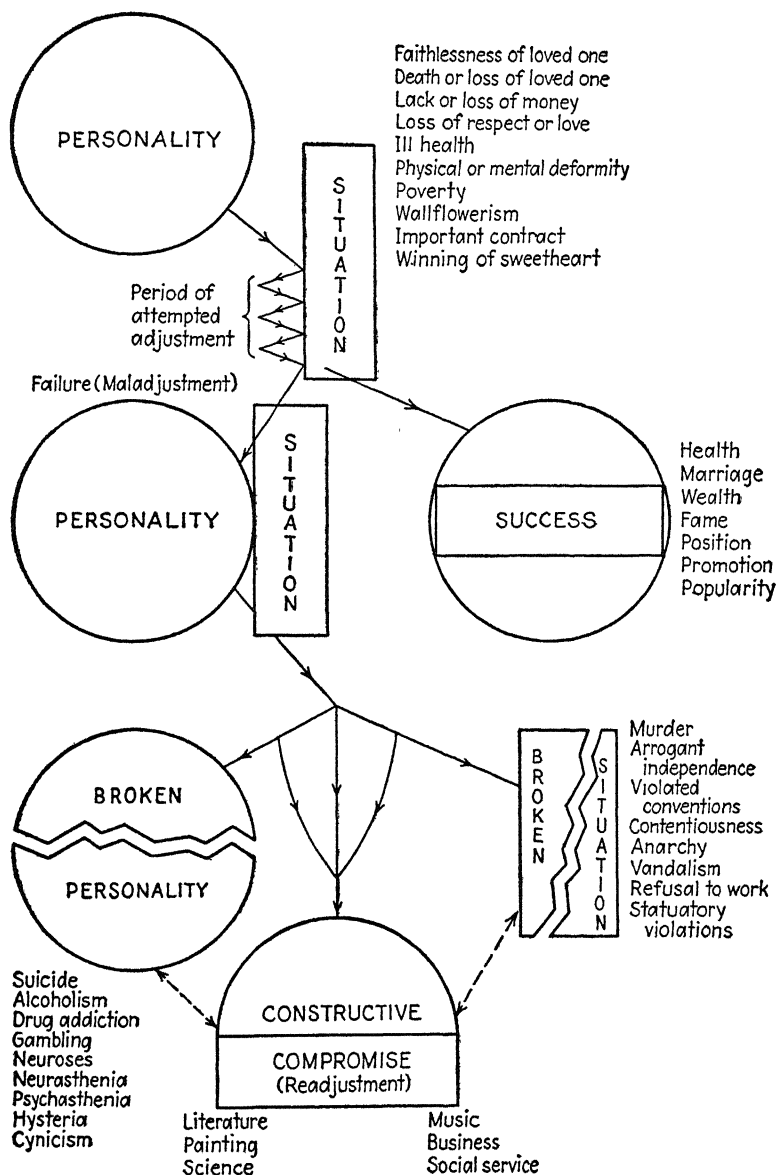 PERSONALITY
Faithlessness of loved one
Death or loss of loved one
Lack or loss of money
Loss of respect or love
Ill health
Physical or mental deformity
Poverty
Wallflowerism
Important contract
Winning of sweetheart
SITUATION
Period of
attempted
adjustment
Failure (Maladjustment)
PERSONALITY
SITUATION
SUCCESS
Health
Marriage
Wealth
Fame
Position
Promotion
Popularity
BROKEN
PERSONALITY
BROKEN
SITUATION
Murder
Arrogant
independence
Violated
conventions
Contentiousness
Anarchy
Vandalism
Refusal to work
Statuatory
violations
Suicide
Alcoholism
Drug addiction
Gambling
Neuroses
Neurasthenia
Psychasthenia
Hysteria
Cynicism
CONSTRUCTIVE
COMPROMISE
(Readjustment)
Literature
Painting
Science
Music
Business
Social service